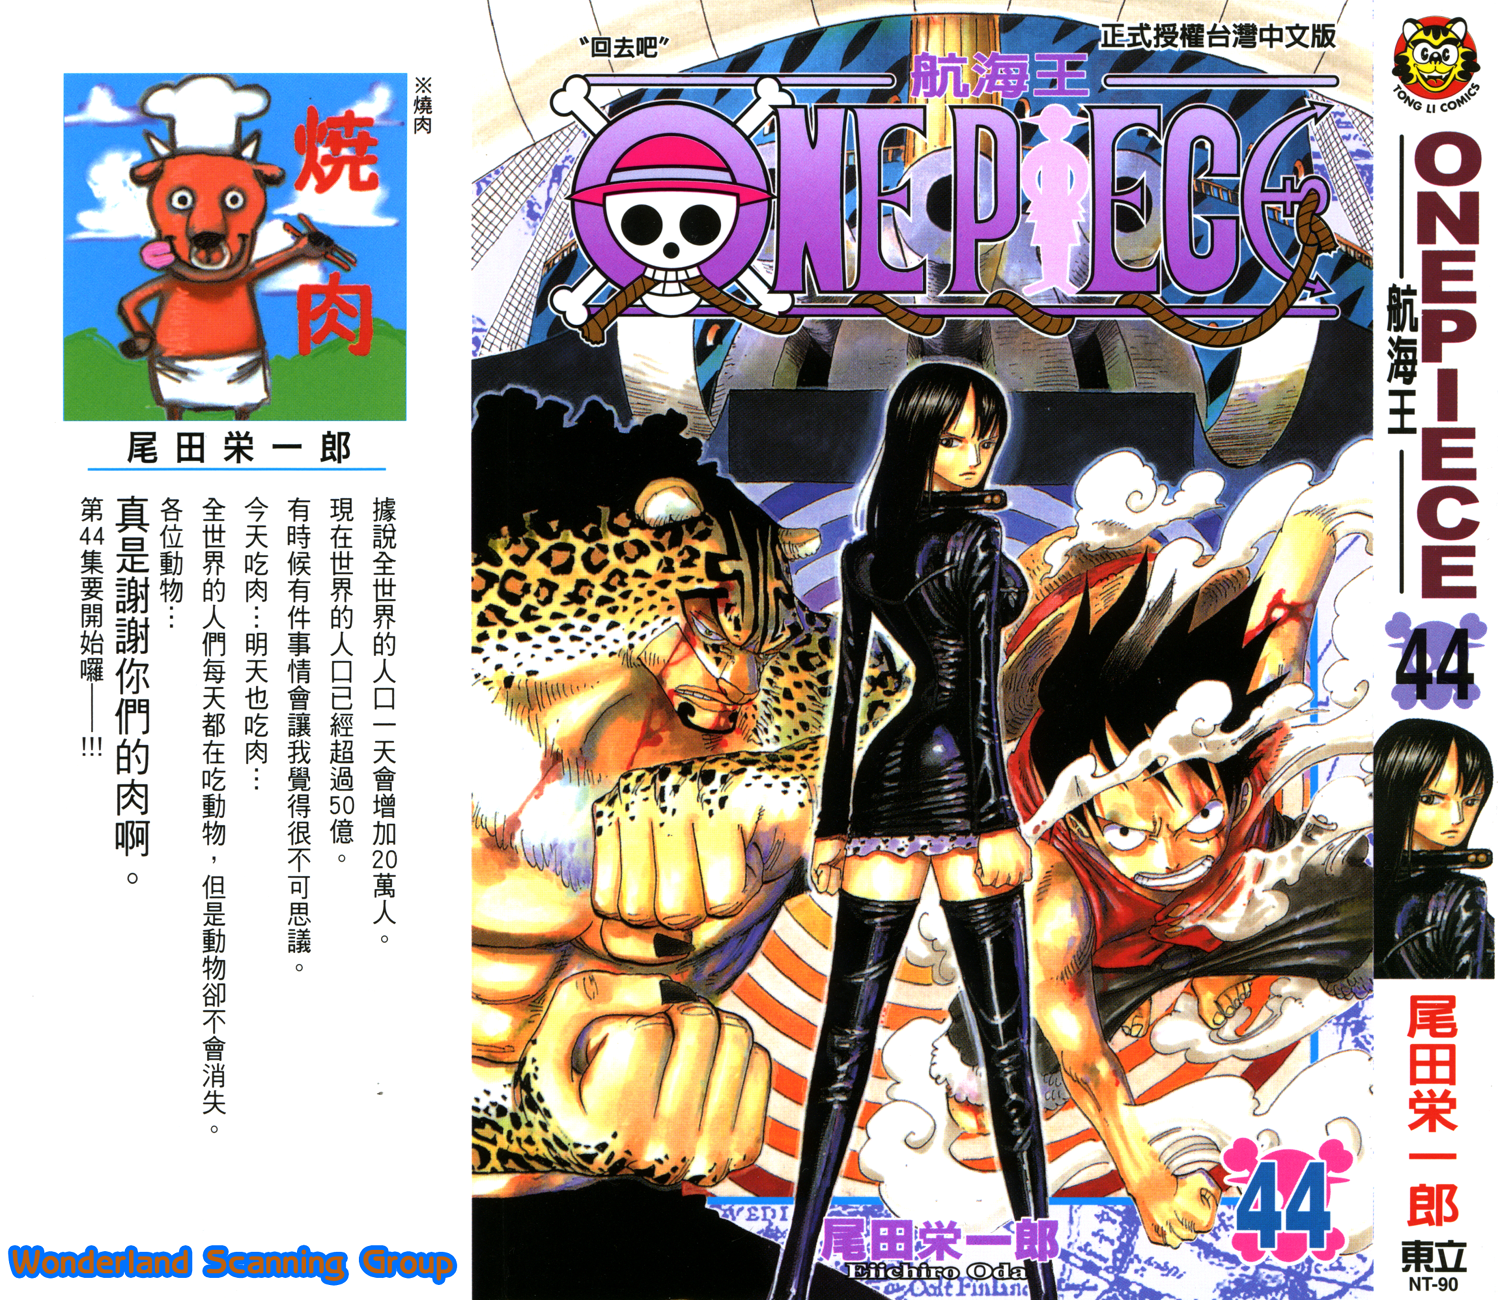 ※燒肉
焼肉
尾田栄一郎
據說全世界的人口一天會增加20萬人。
現在世界的人口已經超過50億。
有時候有件事情會讓我覺得很不可思議。
今天吃肉…明天也吃肉…
全世界的人們每天都在吃動物，但是動物卻不會消失。
各位動物…
真是謝謝你們的肉啊。
第44集要開始囉——!!!
Wonderland Scanning Group
“回去吧”
正式授權台灣中文版
航海王
ONE PIECE
44
尾田栄一郎
Eiichiro Oda
TONG LI COMICS
ONE PIECE
航海王
44
尾田栄一郎
東立
NT-90